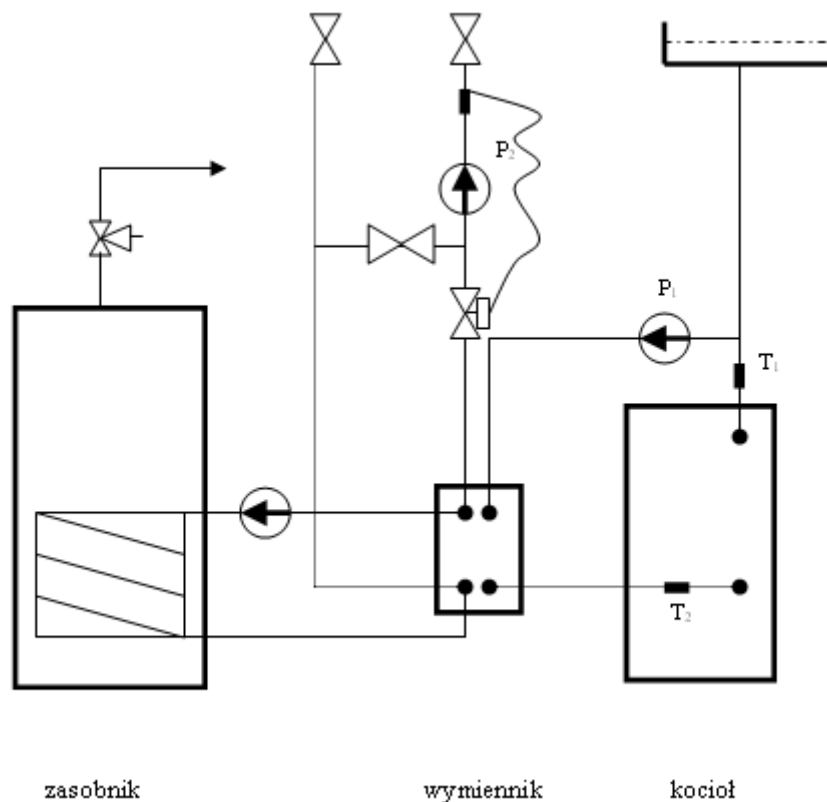 P₂
P₁
T₁
T₂
zasobnik
wymiennik
kocioł